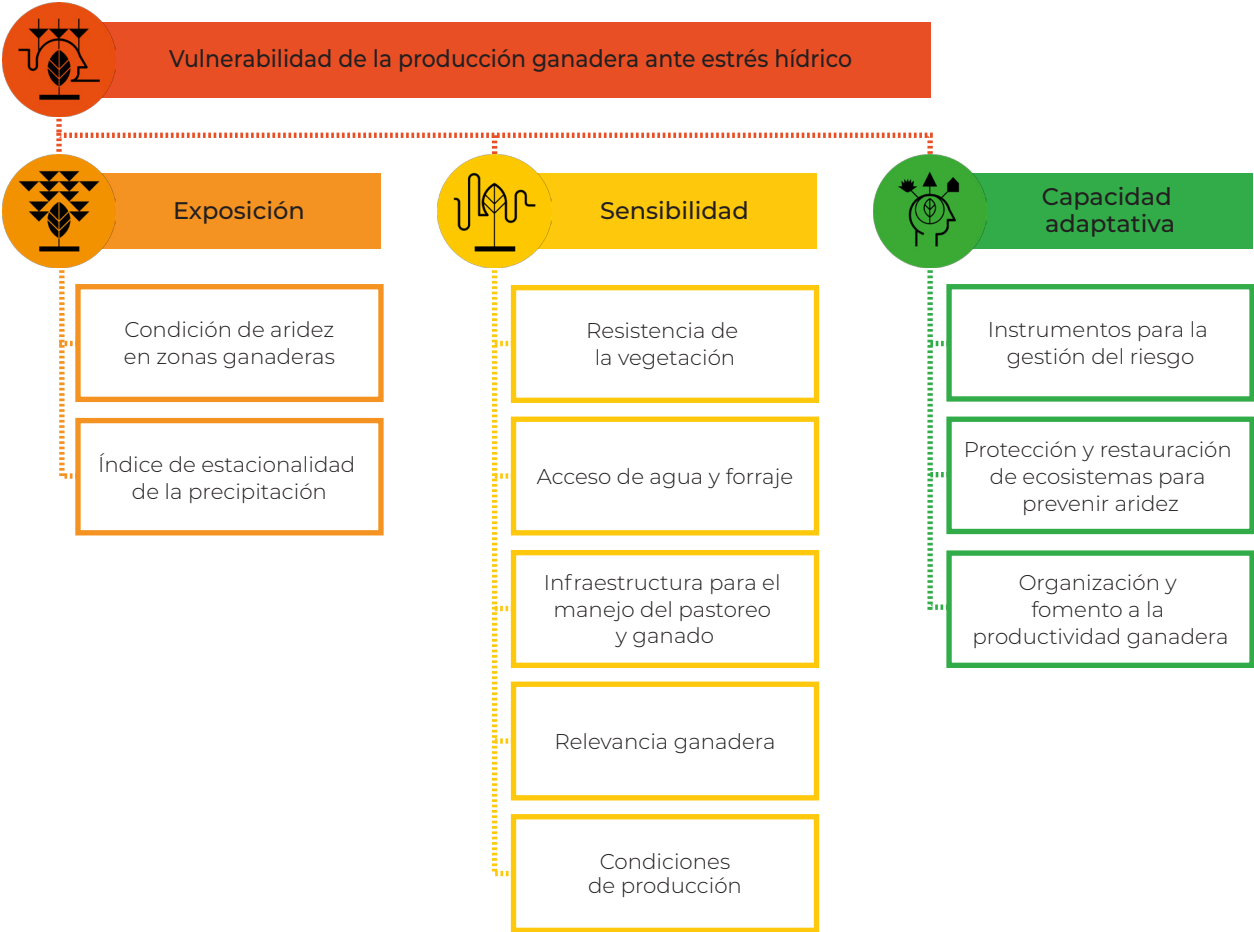 Vulnerabilidad de la producción ganadera ante estrés hídrico
Exposición
Condición de aridez
en zonas ganaderas
Índice de estacionalidad
de la precipitación
Sensibilidad
Resistencia de
la vegetación
Acceso de agua y forraje
Infraestructura para el
manejo del pastoreo
y ganado
Relevancia ganadera
Condiciones
de producción
Capacidad
adaptativa
Instrumentos para la
gestión del riesgo
Protección y restauración
de ecosistemas para
prevenir aridez
Organización y
fomento a la
productividad ganadera